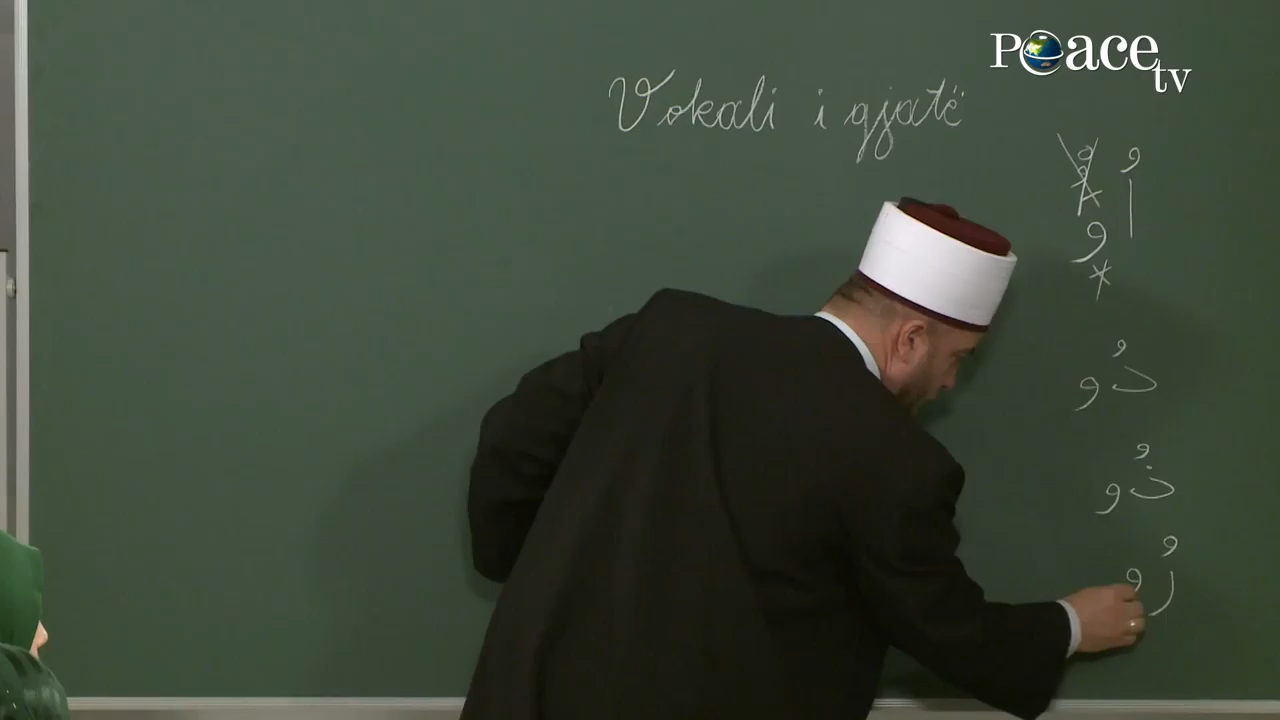 Peace tv
Vokali i gjatë
اُ
و
دُو
ذُو
رُو